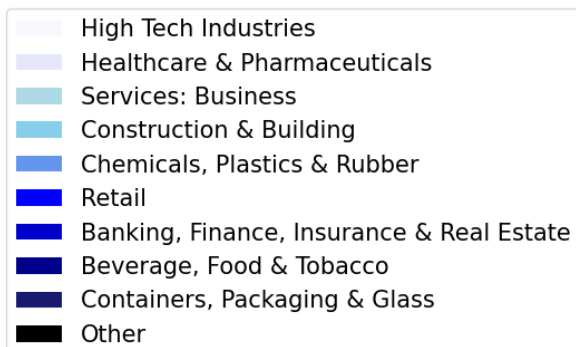 High Tech Industries
Healthcare & Pharmaceuticals
Services: Business
Construction & Building
Chemicals, Plastics & Rubber
Retail
Banking, Finance, Insurance & Real Estate
Beverage, Food & Tobacco
Containers, Packaging & Glass
Other